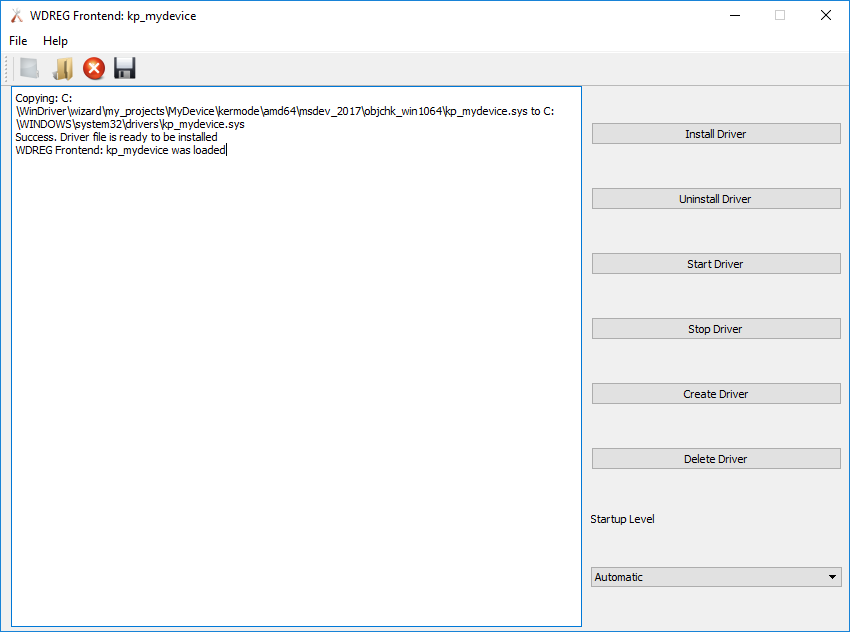 WDREG Frontend: kp_mydevice
File Help
Copying: C:
\WinDriver\wizard\my_projects\MyDevice\kermode\amd64\msdev_2017\objchk_win1064\kp_mydevice.sys to C:
\WINDOWS\system32\drivers\kp_mydevice.sys
Success. Driver file is ready to be installed
WDREG Frontend: kp_mydevice was loaded
Install Driver
Uninstall Driver
Start Driver
Stop Driver
Create Driver
Delete Driver
Startup Level
Automatic